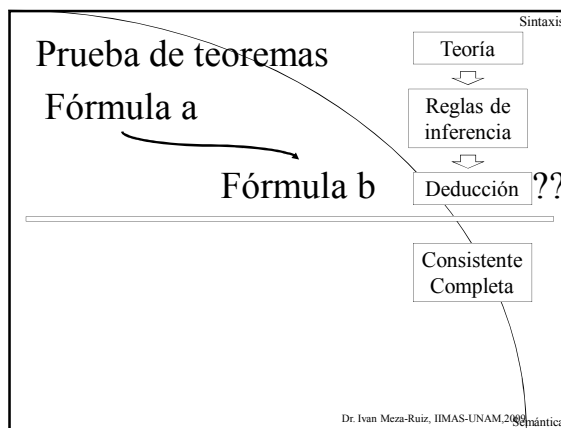 Sintaxis
Prueba de teoremas
Teoría
Fórmula a
Reglas de
inferencia
Fórmula b
Deducción
??
Consistente
Completa
Dr. Ivan Meza-Ruiz, IIMAS-UNAM,2009
Semántica